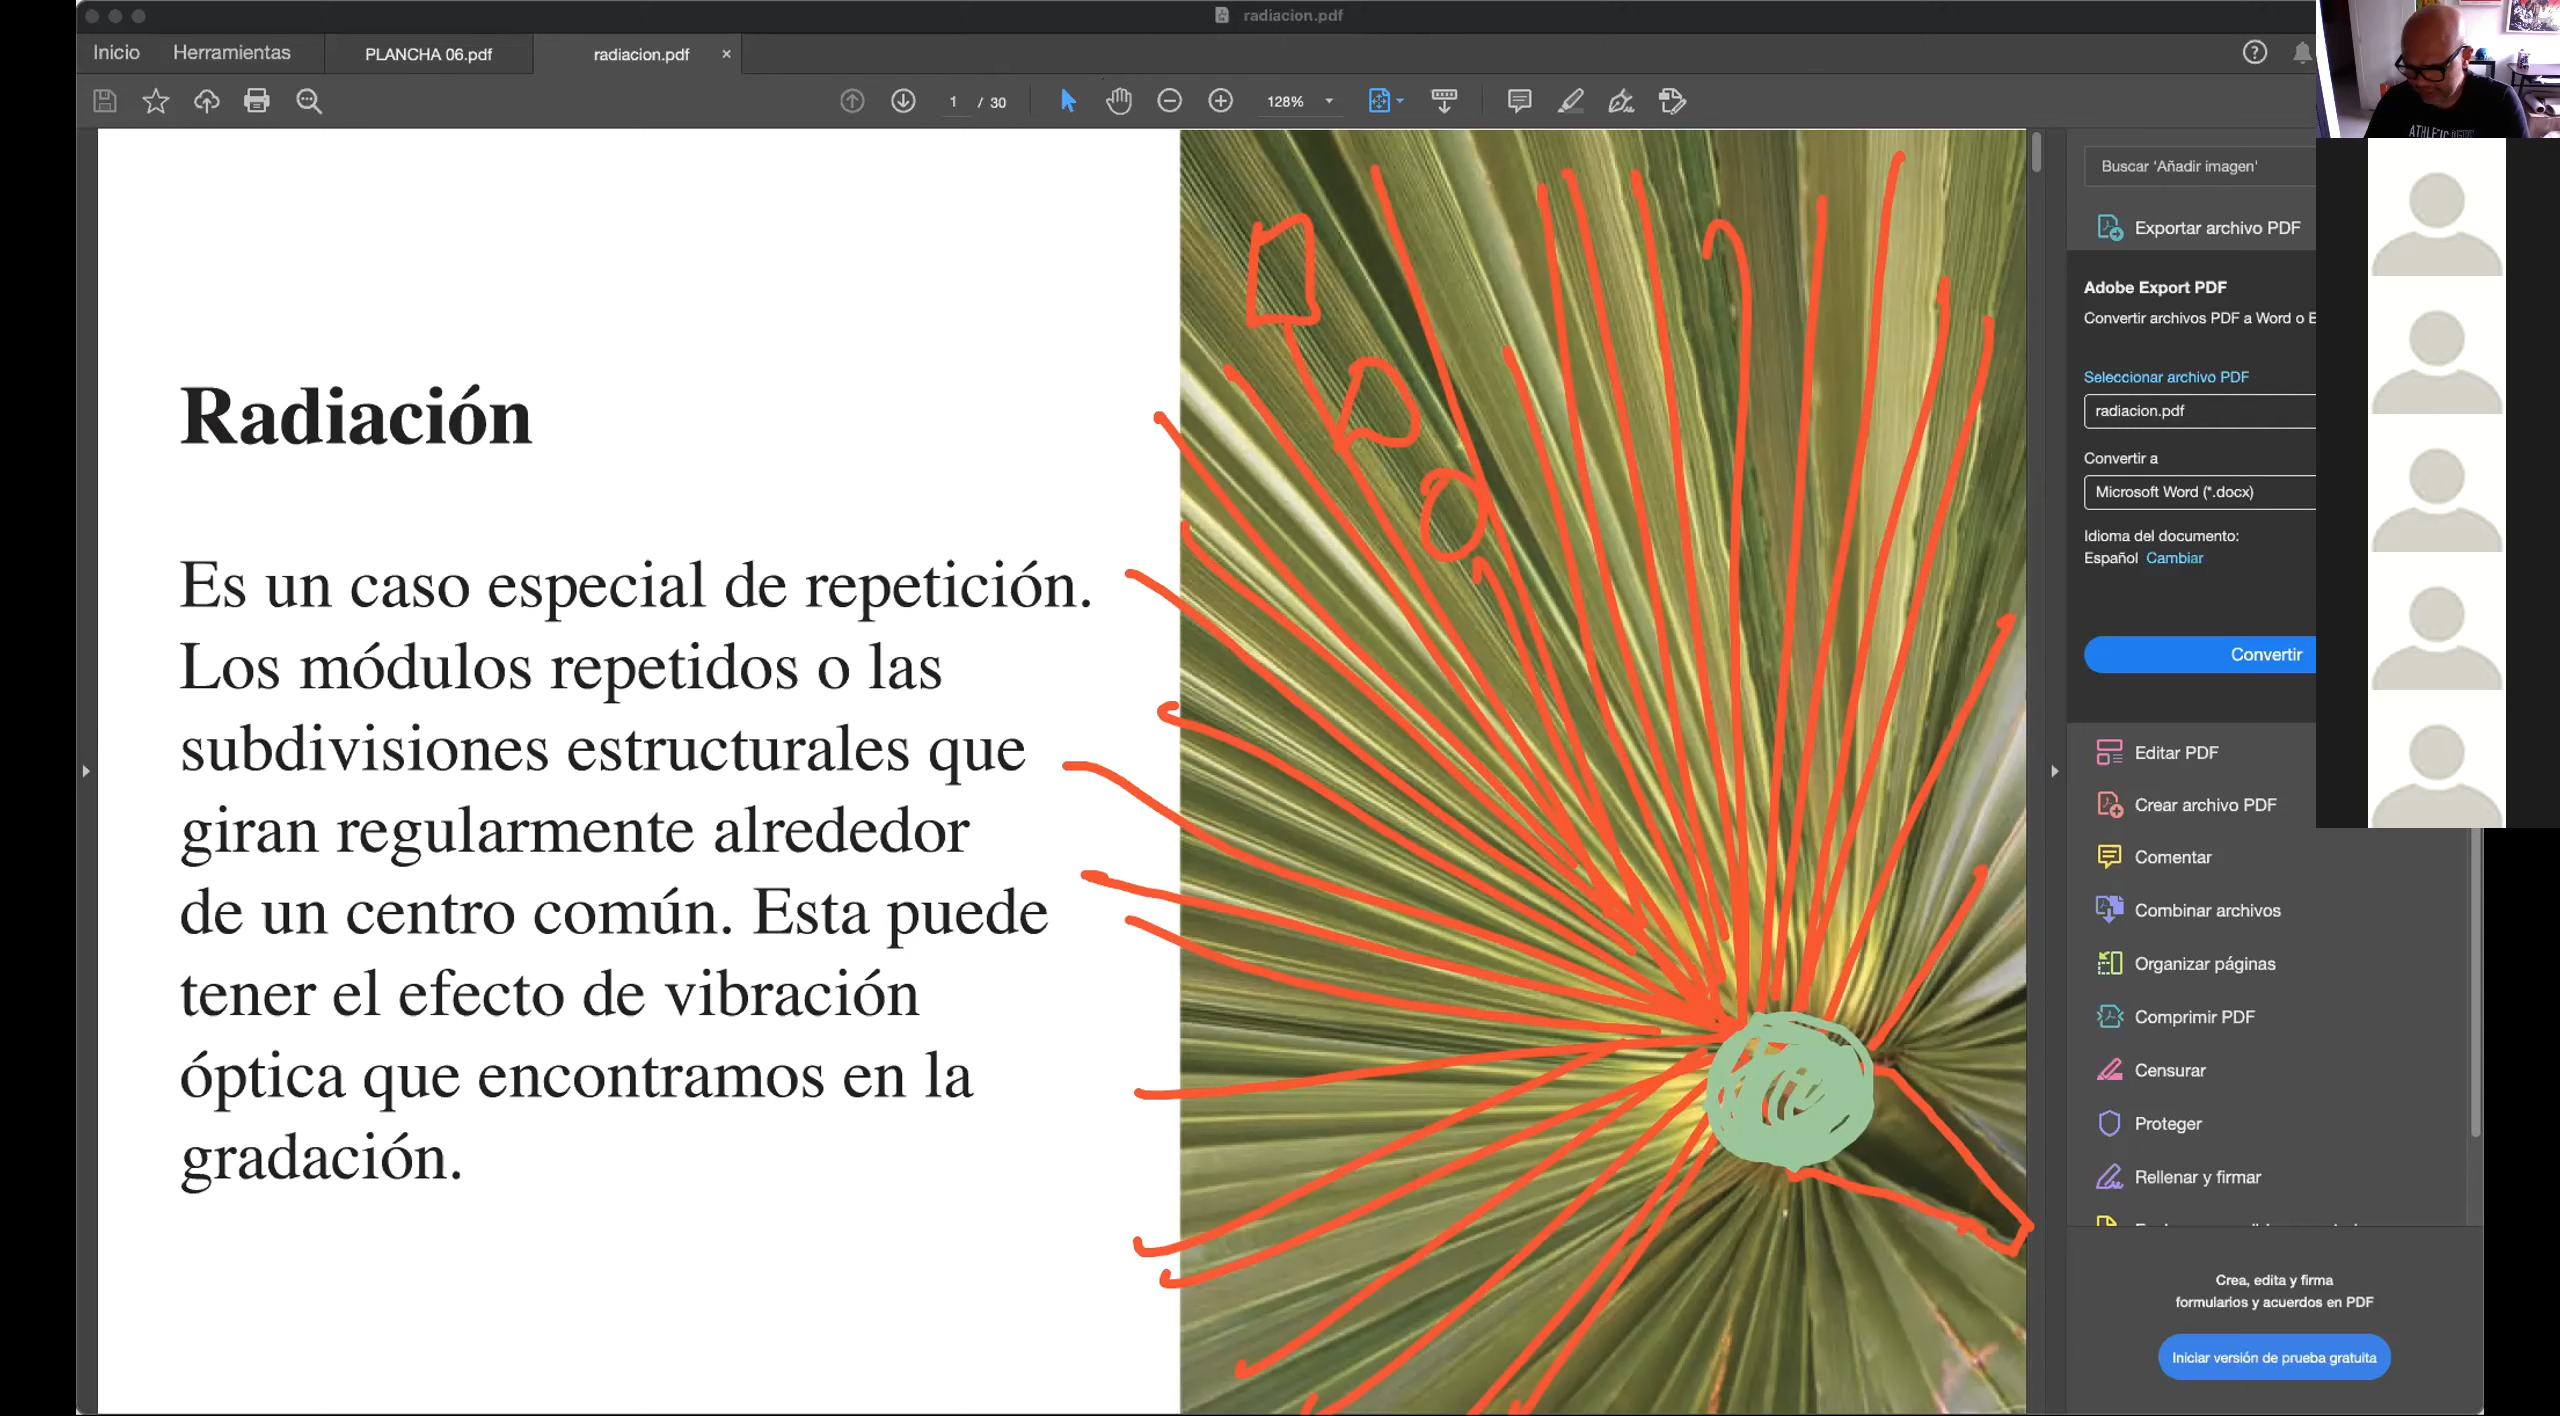 radiacion.pdf
Inicio
Herramientas
PLANCHA 06.pdf
radiacion.pdf
1 / 30
128%
Radiación
Es un caso especial de repetición.
Los módulos repetidos o las
subdivisiones estructurales que
giran regularmente alrededor
de un centro común. Esta puede
tener el efecto de vibración
óptica que encontramos en la
gradación.
Buscar 'Añadir imagen'
Exportar archivo PDF
Adobe Export PDF
Convertir archivos PDF a Word o E
Seleccionar archivo PDF
radiacion.pdf
Convertir a
Microsoft Word (*.docx)
Idioma del documento:
Español Cambiar
Convertir
Editar PDF
Crear archivo PDF
Comentar
Combinar archivos
Organizar páginas
Comprimir PDF
Censurar
Proteger
Rellenar y firmar
Crea, edita y firma
formularios y acuerdos en PDF
Iniciar versión de prueba gratuita